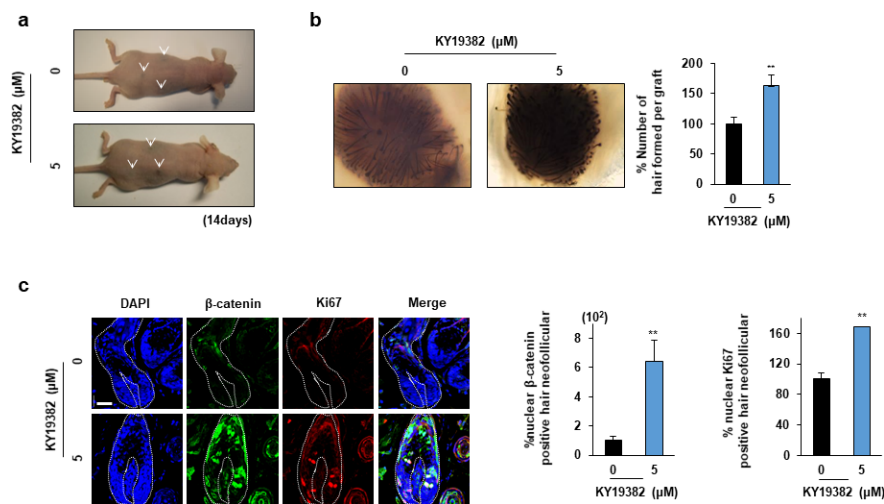 a
KY19382 (μM)
0
5
(14days)
b
KY19382 (μM)
0 5
% Number of
hair formed per graft
200
150
100
50
0
**
0 5
KY19382 (μM)
c
DAPI β-catenin Ki67 Merge
KY19382 (μM)
0
5
%nuclear β-catenin
positive hair neofollicular
(10²)
8
6
4
2
0
**
0 5
KY19382 (μM)
% nuclear Ki67
positive hair neofollicular
160
120
80
40
0
**
0 5
KY19382 (μM)